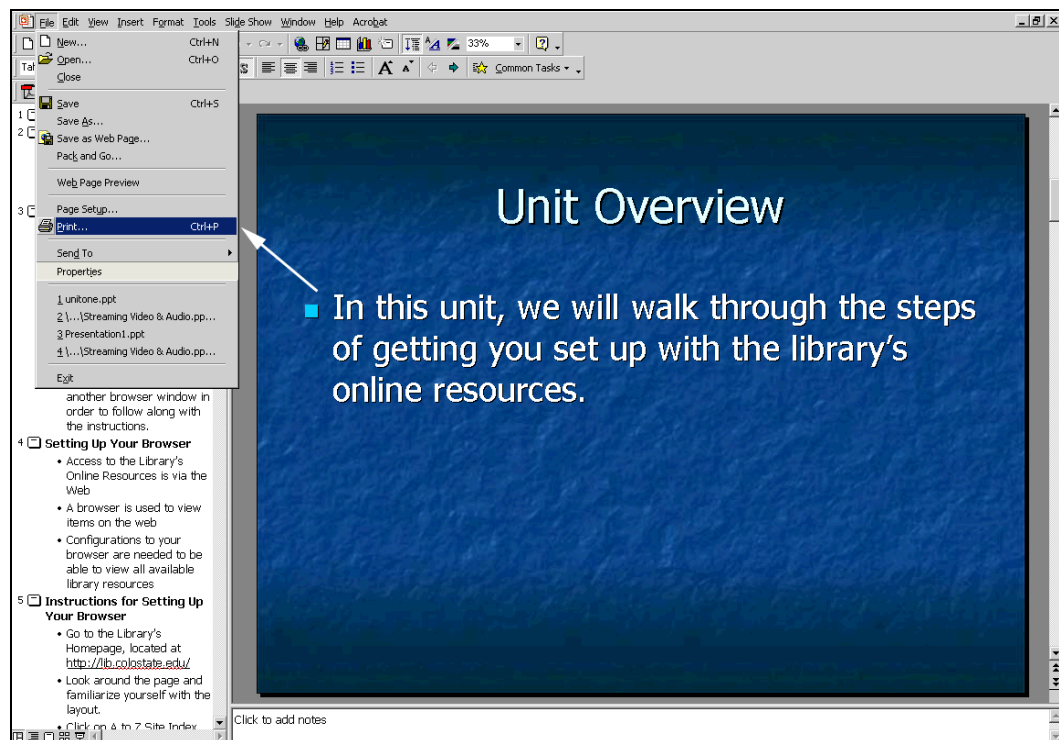 File Edit View Insert Format Tools Slide Show Window Help Acrobat
New... Ctrl+N
33%
Open... Ctrl+O
Common Tasks
Close
Save Ctrl+S
Save As...
Save as Web Page...
Pack and Go...
Web Page Preview
Page Setup...
Print... Ctrl+P
Send To
Properties
1 unitone.ppt
2 \...\Streaming Video & Audio.pp...
3 Presentation1.ppt
4 \...\Streaming Video & Audio.pp...
Exit
1
2
3
another browser window in
order to follow along with
the instructions.
4 Setting Up Your Browser
• Access to the Library's
Online Resources is via the
Web
• A browser is used to view
items on the web
• Configurations to your
browser are needed to be
able to view all available
library resources
5 Instructions for Setting Up
Your Browser
• Go to the Library's
Homepage, located at
http://lib.colostate.edu/
• Look around the page and
familiarize yourself with the
layout.
• Click on A to Z Site Index
Unit Overview
In this unit, we will walk through the steps
of getting you set up with the library's
online resources.
Click to add notes